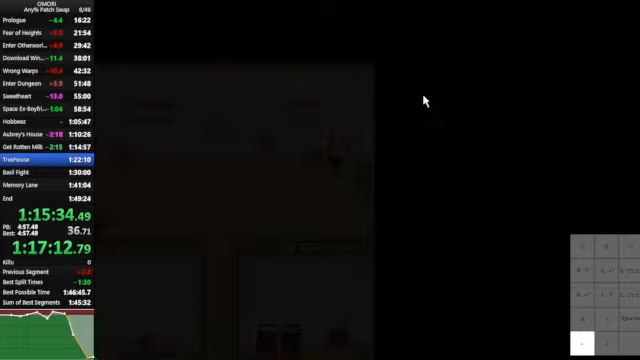 OMORI
Any% Patch Swap 8/46
Prologue -4.4 16:22
Fear of Heights 21:54
Enter Otherworl... 29:42
Download Win... -11.4 38:01
Wrong Warps 42:32
Enter Dungeon +3.9 51:48
Sweetheart -13.0 55:00
Space Ex-Boyfri... -1:04 58:54
Hobbeez - 1:05:47
Aubrey's House -2:18 1:10:26
Get Rotten Milk -2:15 1:14:57
Treehouse 1:22:10
Basil Fight 1:30:00
Memory Lane 1:41:04
End 1:49:24
1:15:34.49
PB: 4:57.49
Best: 4:57.49
36.71
1:17:12.79
Kills: 0
Previous Segment +2.8
Best Split Times -1:30
Best Possible Time 1:46:45.7
Sum of Best Segments 1:45:32